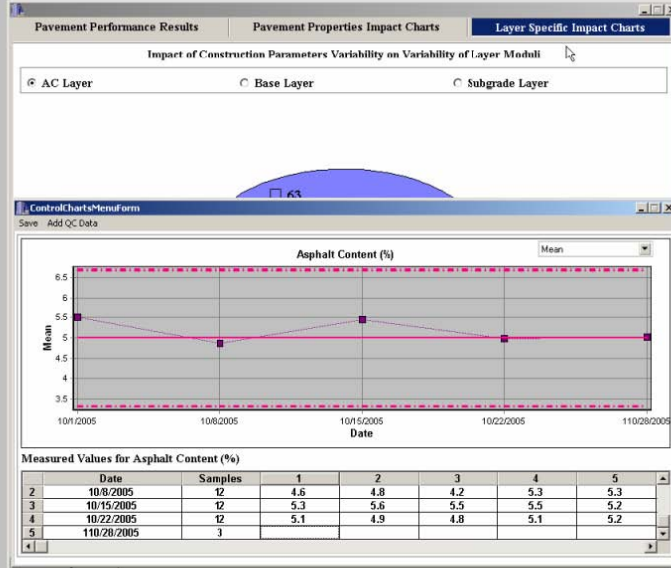 Pavement Performance Results Pavement Properties Impact Charts Layer Specific Impact Charts
Impact of Construction Parameters Variability on Variability of Layer Moduli
AC Layer Base Layer Subgrade Layer
63
ControlChartsMenuForm
Save Add QC Data
Asphalt Content (%) Mean
6.5
6
5.5
5
4.5
4
3.5
Mean
10/1/2005 10/8/2005 10/15/2005 10/22/2005 110/28/2005
Date
Measured Values for Asphalt Content (%)
Date Samples 1 2 3 4 5
2 10/8/2005 12 4.6 4.8 4.2 5.3 5.3
3 10/15/2005 12 5.3 5.6 5.5 5.5 5.2
4 10/22/2005 12 5.1 4.9 4.8 5.1 5.2
5 110/28/2005 3